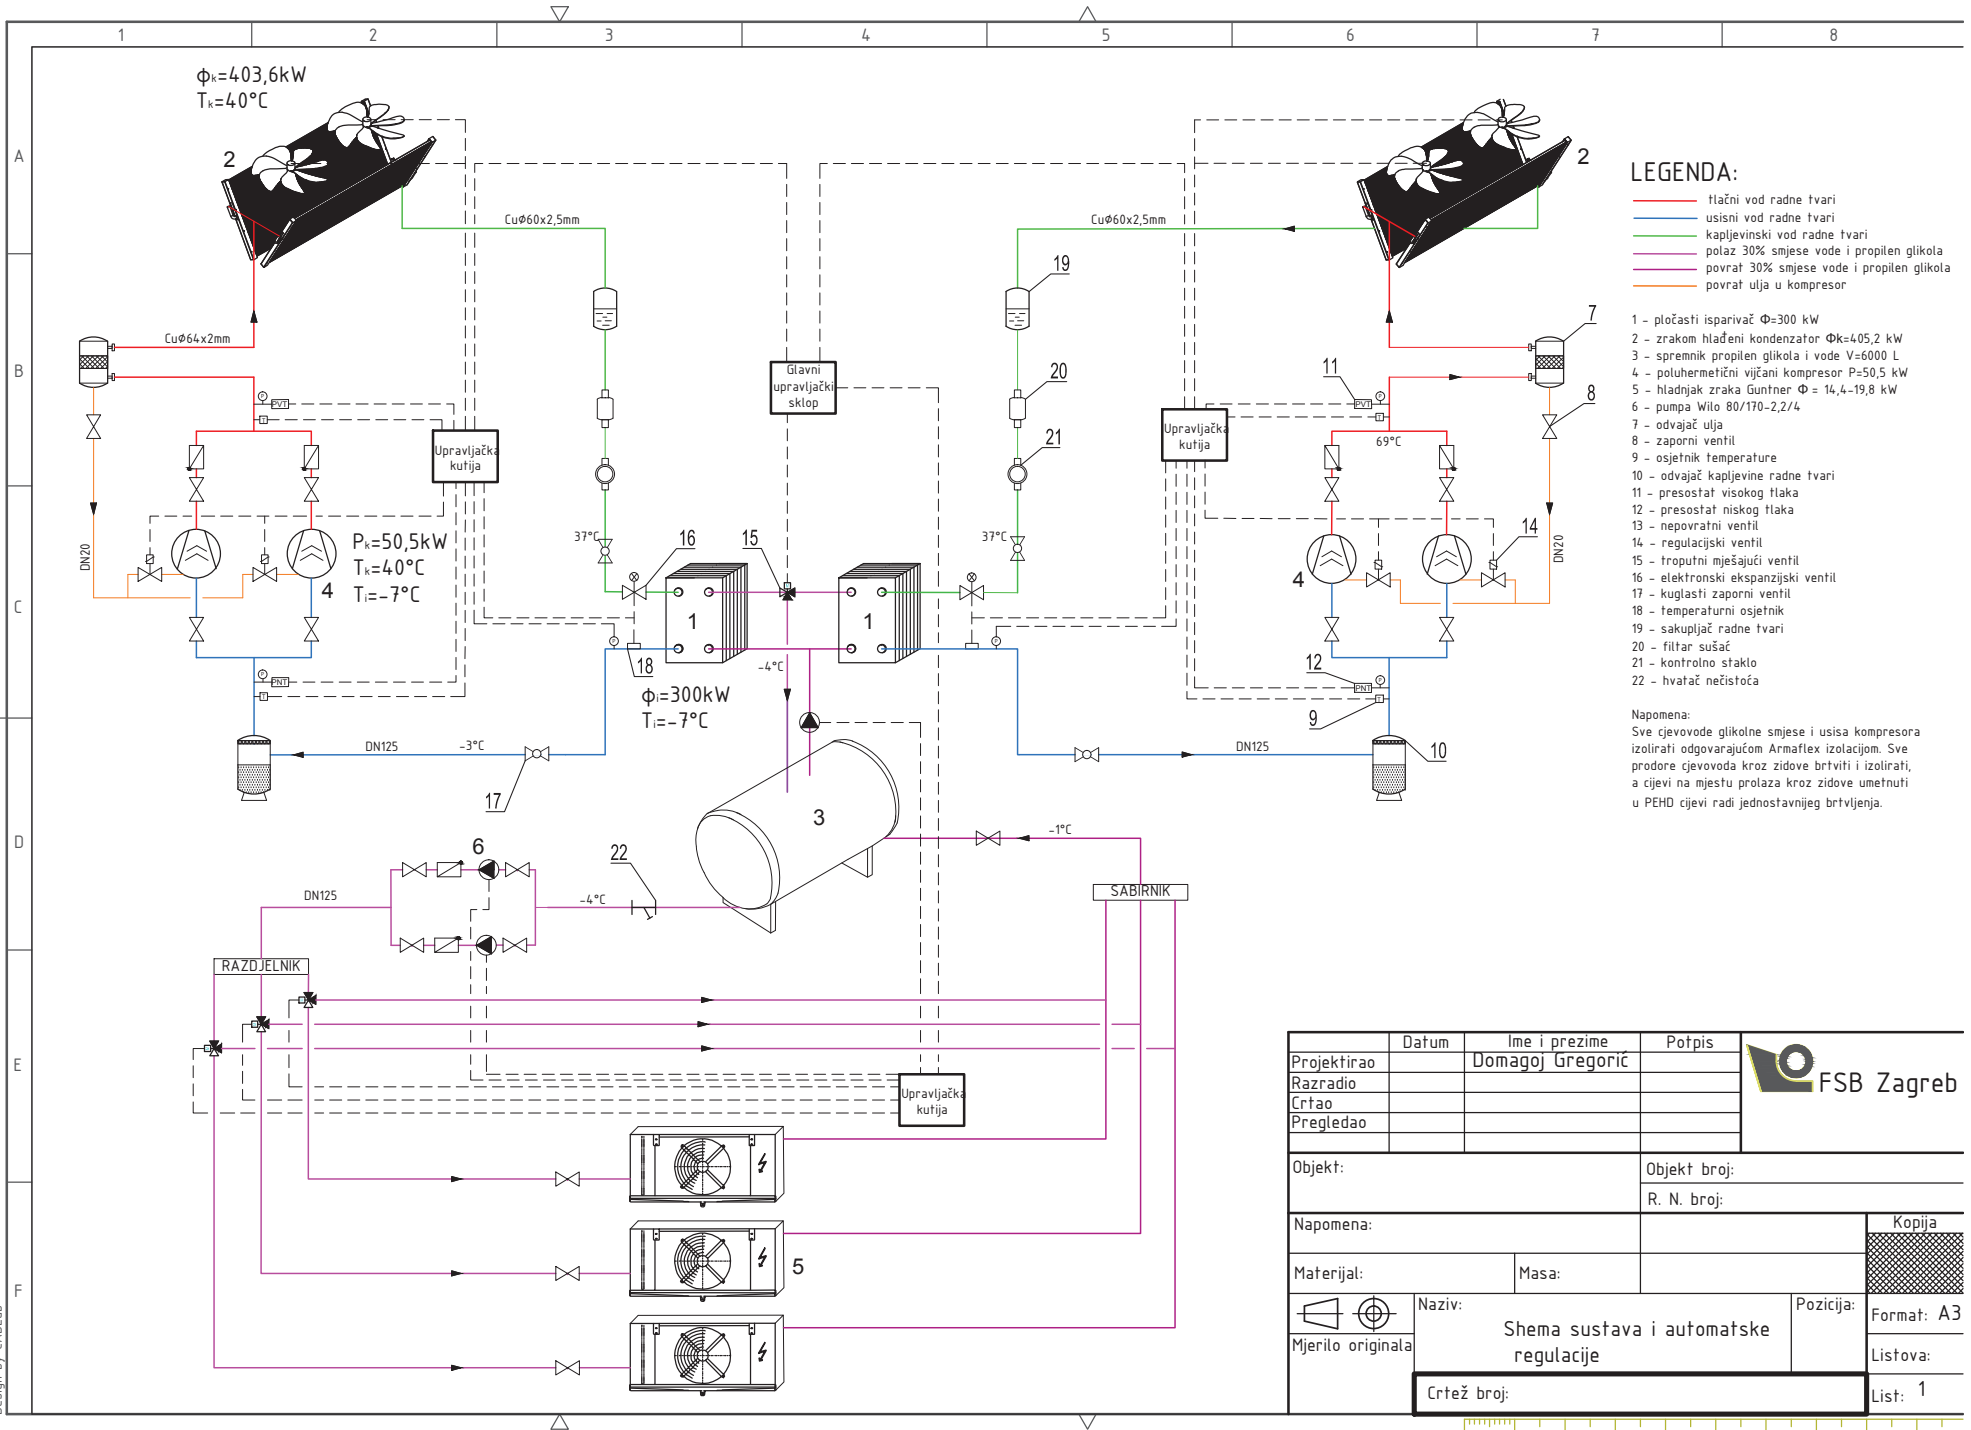 1 2 3 4 5 6 7 8
A
B
C
D
E
F
ϕk=403,6kW
Tk=40°C
2
2
Cuϕ60x2,5mm
Cuϕ60x2,5mm
Cuϕ64x2mm
19
20
21
7
8
11
Glavni
upravljački
sklop
Upravljačka
kutija
Upravljačka
kutija
P
PVT
T
P
PVT
T
69°C
37°C
37°C
16
15
14
DN20
DN20
Pk=50,5kW
Tk=40°C
Ti=-7°C
4
4
1
1
P
P
18
-4°C
ϕi=300kW
Ti=-7°C
P
PNT
T
12
P
PNT
T
9
10
DN125
-3°C
17
DN125
3
-1°C
6
22
DN125
-4°C
SABIRNIK
RAZDJELNIK
Upravljačka
kutija
5
LEGENDA:
tlačni vod radne tvari
usisni vod radne tvari
kapljevinski vod radne tvari
polaz 30% smjese vode i propilen glikola
povrat 30% smjese vode i propilen glikola
povrat ulja u kompresor
1 - pločasti isparivač Φ=300 kW
2 - zrakom hlađeni kondenzator Φk=405,2 kW
3 - spremnik propilen glikola i vode V=6000 L
4 - poluhermetični vijčani kompresor P=50,5 kW
5 - hladnjak zraka Guntner Φ = 14,4-19,8 kW
6 - pumpa Wilo 80/170-2,2/4
7 - odvajač ulja
8 - zaporni ventil
9 - osjetnik temperature
10 - odvajač kapljevine radne tvari
11 - presostat visokog tlaka
12 - presostat niskog tlaka
13 - nepovratni ventil
14 - regulacijski ventil
15 - troputni mješajući ventil
16 - elektronski ekspanzijski ventil
17 - kuglasti zaporni ventil
18 - temperaturni osjetnik
19 - sakupljač radne tvari
20 - filtar sušać
21 - kontrolno staklo
22 - hvatač nečistoća
Napomena:
Sve cjevovode glikolne smjese i usisa kompresora
izolirati odgovarajućom Armaflex izolacijom. Sve
prodore cjevovoda kroz zidove brtviti i izolirati,
a cijevi na mjestu prolaza kroz zidove umetnuti
u PEHD cijevi radi jednostavnijeg brtvljenja.
Datum Ime i prezime Potpis
Projektirao Domagoj Gregorić
Razradio
Crtao
Pregledao
FSB Zagreb
Objekt:
Objekt broj:
R. N. broj:
Napomena:
Kopija
Materijal:
Masa:
Naziv:
Pozicija:
Format: A3
Shema sustava i automatske
regulacije
Mjerilo originala
Listova:
Crtež broj:
List: 1